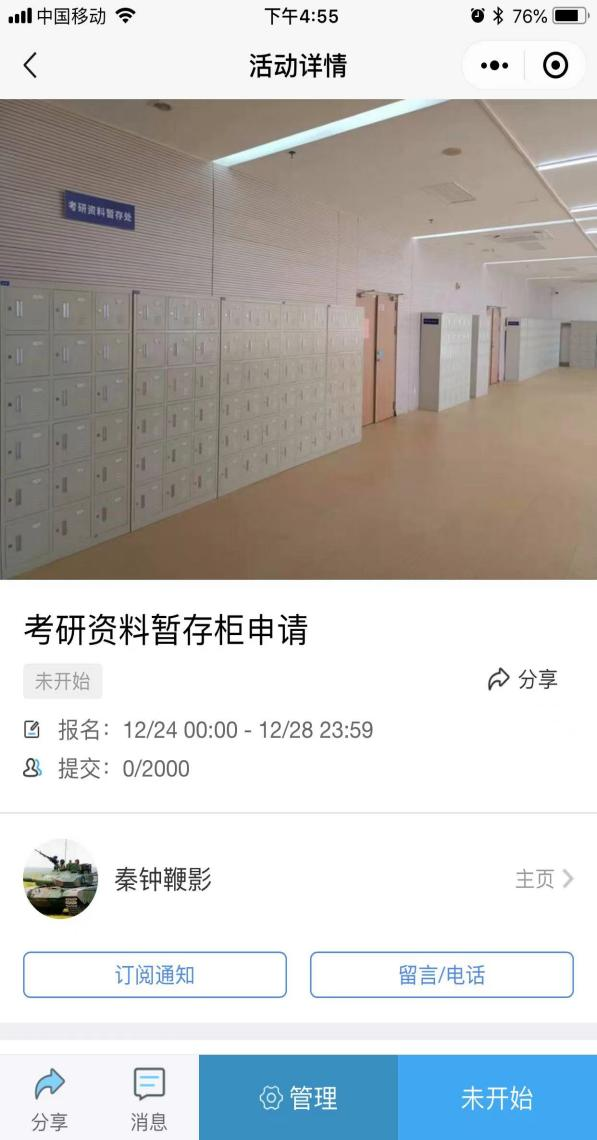 中国移动 下午4:55 76%
活动详情
考研资料暂存处
考研资料暂存柜申请
未开始 分享
报名：12/24 00:00 - 12/28 23:59
提交：0/2000
秦钟鞭影 主页
订阅通知 留言/电话
分享 消息 管理 未开始